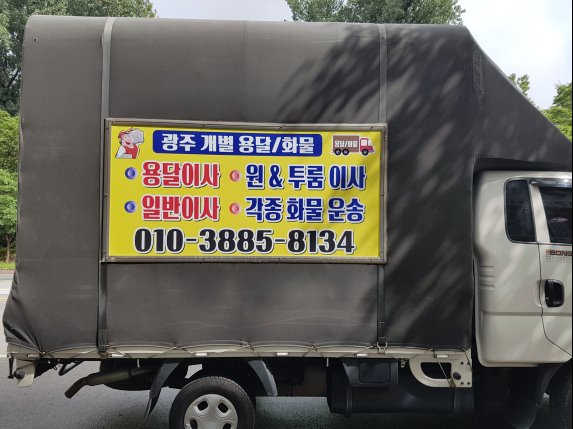 광주 개별 용달/화물
용달/화물
용달이사 원 & 투룸 이사
일반이사 각종 화물 운송
010-3885-8134
BONG